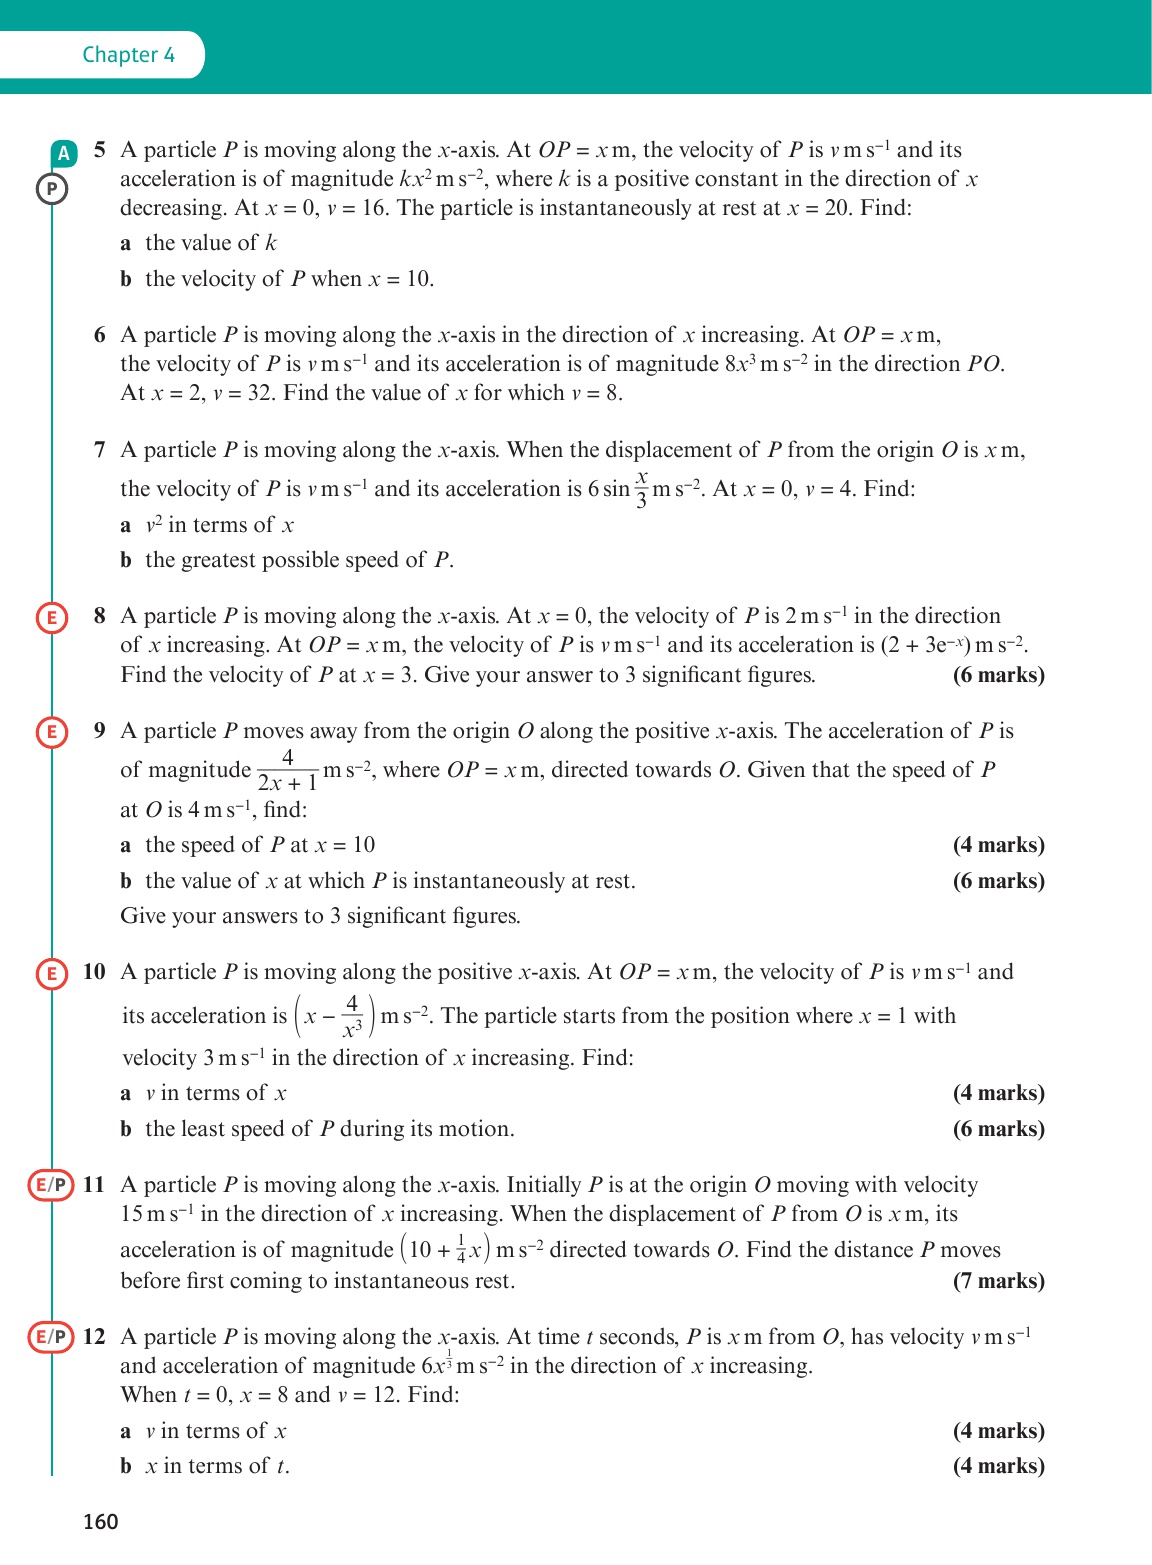 Chapter 4
A
P
5 A particle P is moving along the x-axis. At OP = x m, the velocity of P is v m s⁻¹ and its
acceleration is of magnitude kx² m s⁻², where k is a positive constant in the direction of x
decreasing. At x = 0, v = 16. The particle is instantaneously at rest at x = 20. Find:
a the value of k
b the velocity of P when x = 10.
6 A particle P is moving along the x-axis in the direction of x increasing. At OP = x m,
the velocity of P is v m s⁻¹ and its acceleration is of magnitude 8x³ m s⁻² in the direction PO.
At x = 2, v = 32. Find the value of x for which v = 8.
7 A particle P is moving along the x-axis. When the displacement of P from the origin O is x m,
the velocity of P is v m s⁻¹ and its acceleration is 6 sin x/3 m s⁻². At x = 0, v = 4. Find:
a v² in terms of x
b the greatest possible speed of P.
E
8 A particle P is moving along the x-axis. At x = 0, the velocity of P is 2 m s⁻¹ in the direction
of x increasing. At OP = x m, the velocity of P is v m s⁻¹ and its acceleration is (2 + 3e⁻ˣ) m s⁻².
Find the velocity of P at x = 3. Give your answer to 3 significant figures. (6 marks)
E
9 A particle P moves away from the origin O along the positive x-axis. The acceleration of P is
of magnitude 4/(2x + 1) m s⁻², where OP = x m, directed towards O. Given that the speed of P
at O is 4 m s⁻¹, find:
a the speed of P at x = 10 (4 marks)
b the value of x at which P is instantaneously at rest. (6 marks)
Give your answers to 3 significant figures.
E
10 A particle P is moving along the positive x-axis. At OP = x m, the velocity of P is v m s⁻¹ and
its acceleration is (x − 4/x³) m s⁻². The particle starts from the position where x = 1 with
velocity 3 m s⁻¹ in the direction of x increasing. Find:
a v in terms of x (4 marks)
b the least speed of P during its motion. (6 marks)
E/P
11 A particle P is moving along the x-axis. Initially P is at the origin O moving with velocity
15 m s⁻¹ in the direction of x increasing. When the displacement of P from O is x m, its
acceleration is of magnitude (10 + ¼x) m s⁻² directed towards O. Find the distance P moves
before first coming to instantaneous rest. (7 marks)
E/P
12 A particle P is moving along the x-axis. At time t seconds, P is x m from O, has velocity v m s⁻¹
and acceleration of magnitude 6x^(1/3) m s⁻² in the direction of x increasing.
When t = 0, x = 8 and v = 12. Find:
a v in terms of x (4 marks)
b x in terms of t. (4 marks)
160